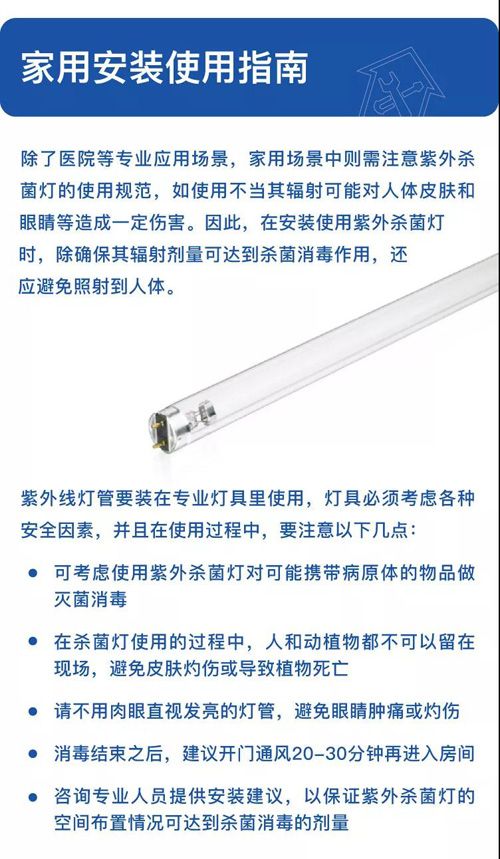 家用安装使用指南
除了医院等专业应用场景，家用场景中则需注意紫外杀
菌灯的使用规范，如使用不当其辐射可能对人体皮肤和
眼睛等造成一定伤害。因此，在安装使用紫外杀菌灯
时，除确保其辐射剂量可达到杀菌消毒作用，还
应避免照射到人体。
紫外线灯管要装在专业灯具里使用，灯具必须考虑各种
安全因素，并且在使用过程中，要注意以下几点：
• 可考虑使用紫外杀菌灯对可能携带病原体的物品做
灭菌消毒
• 在杀菌灯使用的过程中，人和动植物都不可以留在
现场，避免皮肤灼伤或导致植物死亡
• 请不用肉眼直视发亮的灯管，避免眼睛肿痛或灼伤
• 消毒结束之后，建议开门通风20-30分钟再进入房间
• 咨询专业人员提供安装建议，以保证紫外杀菌灯的
空间布置情况可达到杀菌消毒的剂量